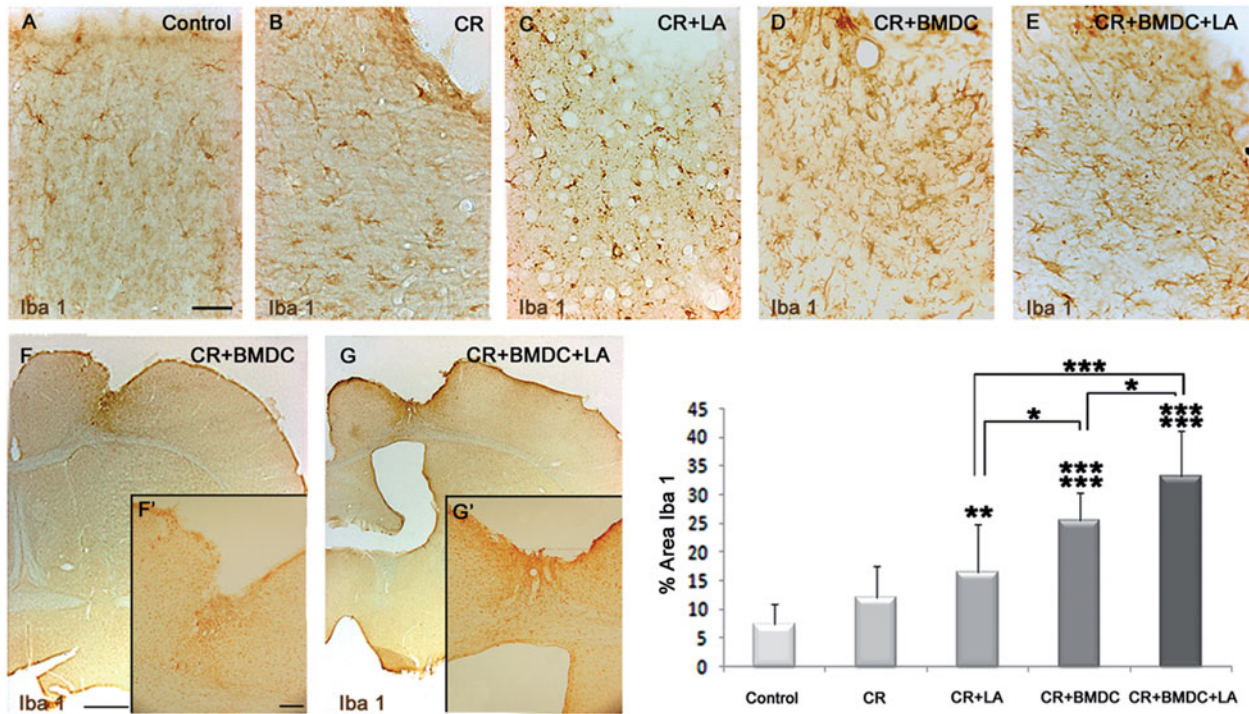 A Control
B CR
C CR+LA
D CR+BMDC
E CR+BMDC+LA
Iba 1
Iba 1
Iba 1
Iba 1
Iba 1
F CR+BMDC
G CR+BMDC+LA
F'
G'
Iba 1
Iba 1
% Area Iba 1
45
40
35
30
25
20
15
10
5
0
***
*
*
**
***
***
***
***
Control
CR
CR+LA
CR+BMDC
CR+BMDC+LA